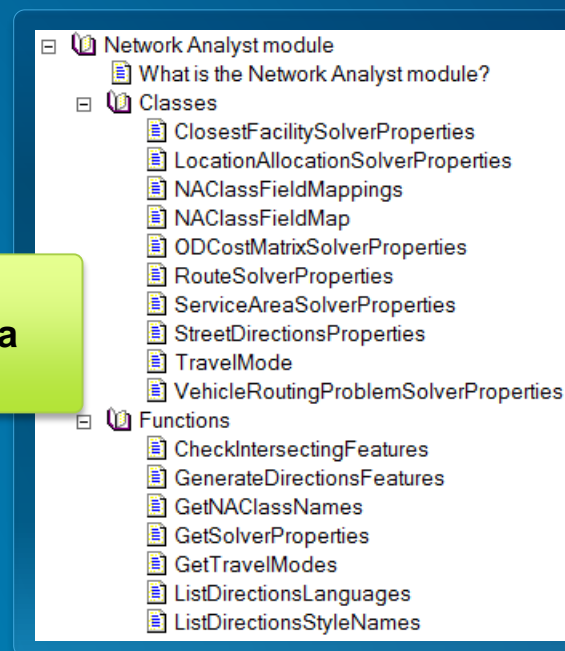 Network Analyst module
What is the Network Analyst module?
Classes
ClosestFacilitySolverProperties
LocationAllocationSolverProperties
NAClassFieldMappings
NAClassFieldMap
ODCostMatrixSolverProperties
RouteSolverProperties
ServiceAreaSolverProperties
StreetDirectionsProperties
a
TravelMode
VehicleRoutingProblemSolverProperties
Functions
CheckIntersectingFeatures
GenerateDirectionsFeatures
GetNAClassNames
GetSolverProperties
GetTravelModes
ListDirectionsLanguages
ListDirectionsStyleNames